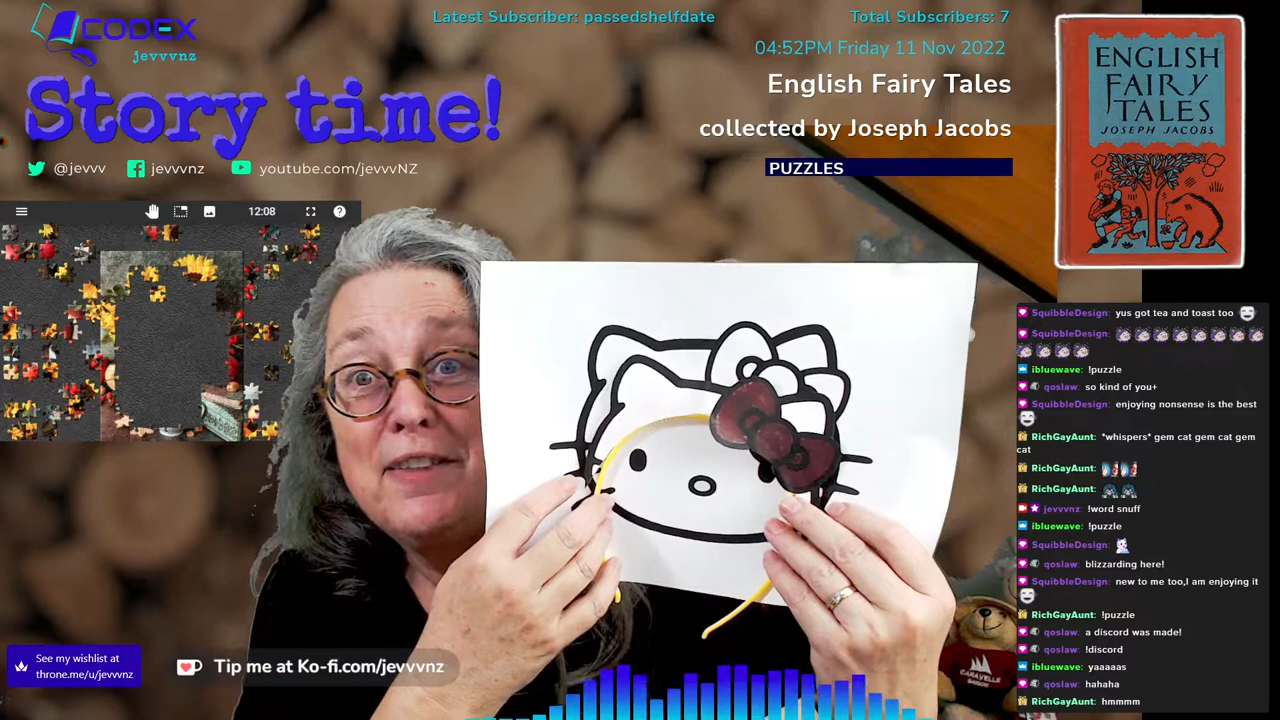 CODEX
jevvvnz
Story time!
@jevvv
jevvvnz
youtube.com/jevvvNZ
Latest Subscriber: passedshelfdate
Total Subscribers: 7
04:52PM Friday 11 Nov 2022
English Fairy Tales
collected by Joseph Jacobs
PUZZLES
ENGLISH
FAIRY
TALES
JOSEPH JACOBS
12:08
SquibbleDesign: yus got tea and toast too
SquibbleDesign:
ibluewave: !puzzle
qoslaw: so kind of you+
SquibbleDesign: enjoying nonsense is the best
RichGayAunt: *whispers* gem cat gem cat gem
cat
RichGayAunt:
RichGayAunt:
jevvvnz: !word snuff
ibluewave: !puzzle
SquibbleDesign:
qoslaw: blizzarding here!
SquibbleDesign: new to me too,I am enjoying it
RichGayAunt: !puzzle
qoslaw: a discord was made!
qoslaw: !discord
ibluewave: yaaaaas
qoslaw: hahaha
RichGayAunt: hmmmm
CARAVELLE
See my wishlist at
throne.me/u/jevvvnz
Tip me at Ko-fi.com/jevvvnz